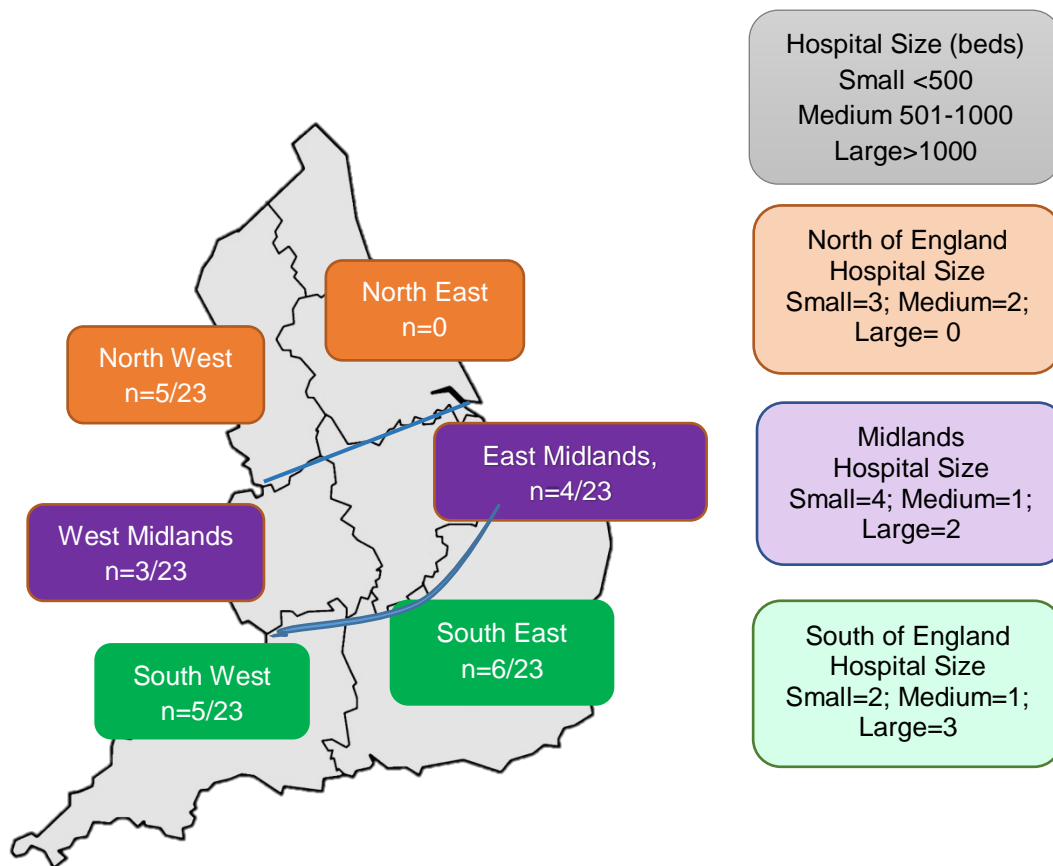 Hospital Size (beds)
Small <500
Medium 501-1000
Large>1000
North East
n=0
North West
n=5/23
East Midlands,
n=4/23
West Midlands
n=3/23
South East
n=6/23
South West
n=5/23
North of England
Hospital Size
Small=3; Medium=2;
Large= 0
Midlands
Hospital Size
Small=4; Medium=1;
Large=2
South of England
Hospital Size
Small=2; Medium=1;
Large=3